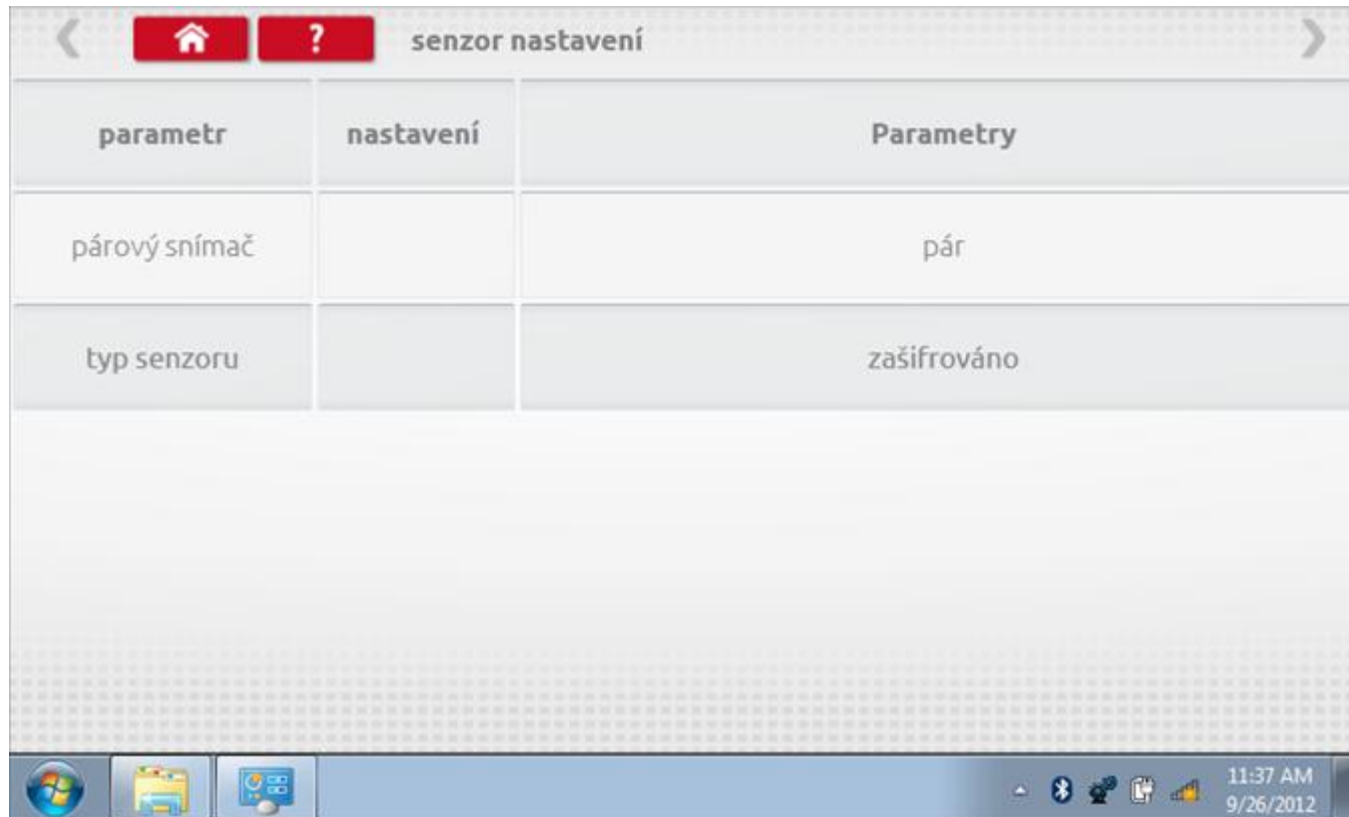 ? senzor nastavení
parametr nastavení Parametry
párový snímač pár
typ senzoru zašifrováno
11:37 AM
9/26/2012